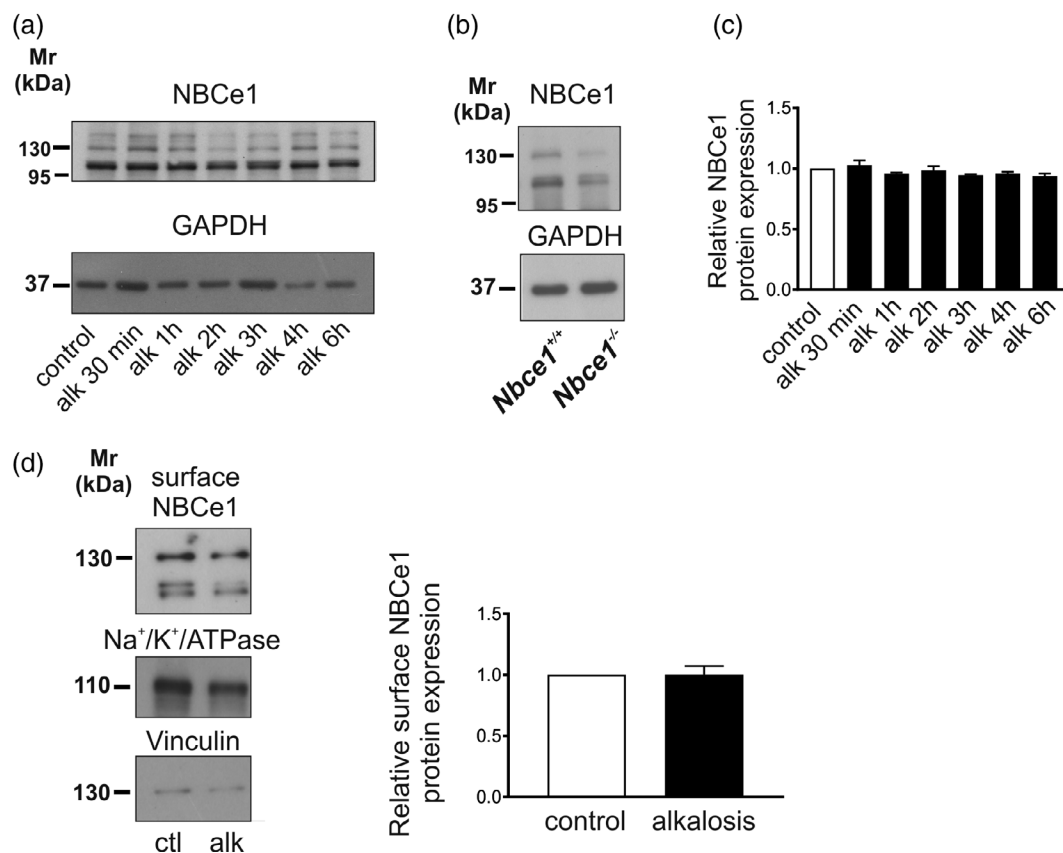 (a)
Mr
(kDa)
NBCe1
130
95
GAPDH
37
control
alk 30 min
alk 1h
alk 2h
alk 3h
alk 4h
alk 6h
(b)
Mr
(kDa)
NBCe1
130
95
GAPDH
37
Nbce1+/+
Nbce1-/-
(c)
Relative NBCe1
protein expression
1.5
1.0
0.5
0.0
control
alk 30 min
alk 1h
alk 2h
alk 3h
alk 4h
alk 6h
(d)
Mr
(kDa)
surface
NBCe1
130
Na+/K+/ATPase
110
Vinculin
130
ctl alk
Relative surface NBCe1
protein expression
1.5
1.0
0.5
0.0
control alkalosis